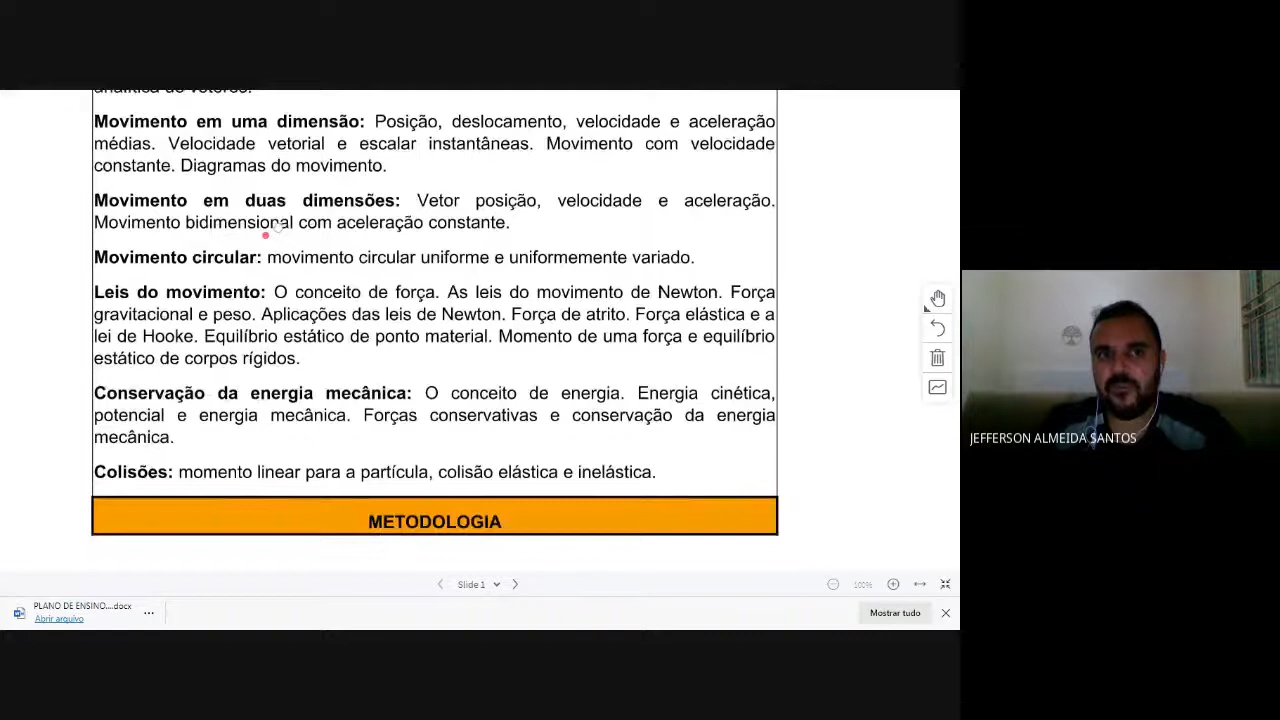 Movimento em uma dimensão: Posição, deslocamento, velocidade e aceleração
médias. Velocidade vetorial e escalar instantâneas. Movimento com velocidade
constante. Diagramas do movimento.
Movimento em duas dimensões: Vetor posição, velocidade e aceleração.
Movimento bidimensional com aceleração constante.
Movimento circular: movimento circular uniforme e uniformemente variado.
Leis do movimento: O conceito de força. As leis do movimento de Newton. Força
gravitacional e peso. Aplicações das leis de Newton. Força de atrito. Força elástica e a
lei de Hooke. Equilíbrio estático de ponto material. Momento de uma força e equilíbrio
estático de corpos rígidos.
Conservação da energia mecânica: O conceito de energia. Energia cinética,
potencial e energia mecânica. Forças conservativas e conservação da energia
mecânica.
Colisões: momento linear para a partícula, colisão elástica e inelástica.
METODOLOGIA
JEFFERSON ALMEIDA SANTOS
Slide 1
100%
PLANO DE ENSINO....docx
Abrir arquivo
Mostrar tudo